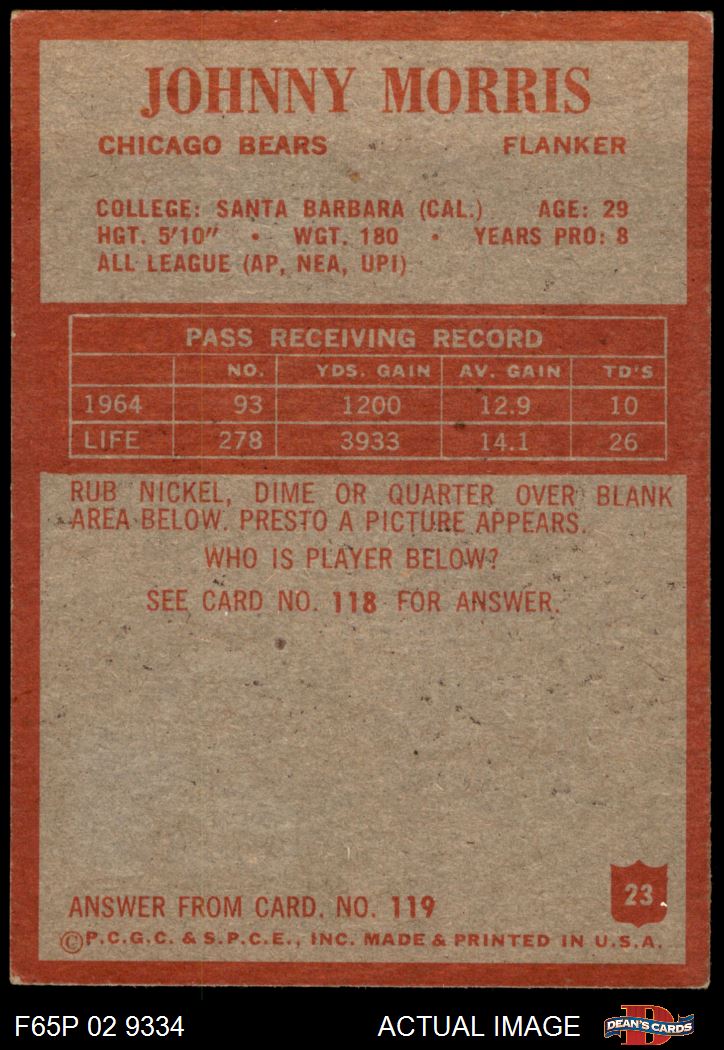 JOHNNY MORRIS
CHICAGO BEARS FLANKER
COLLEGE: SANTA BARBARA (CAL.) AGE: 29
HGT. 5'10" • WGT. 180 • YEARS PRO: 8
ALL LEAGUE (AP, NEA, UPI)
PASS RECEIVING RECORD
NO. YDS. GAIN AV. GAIN TD'S
1964 93 1200 12.9 10
LIFE 278 3933 14.1 26
RUB NICKEL, DIME OR QUARTER OVER BLANK
AREA BELOW. PRESTO A PICTURE APPEARS.
WHO IS PLAYER BELOW?
SEE CARD NO. 118 FOR ANSWER.
23
ANSWER FROM CARD. NO. 119
©P.C.G.C. & S.P.C.E., INC. MADE & PRINTED IN U.S.A.
F65P 02 9334 ACTUAL IMAGE D DEAN'S CARDS